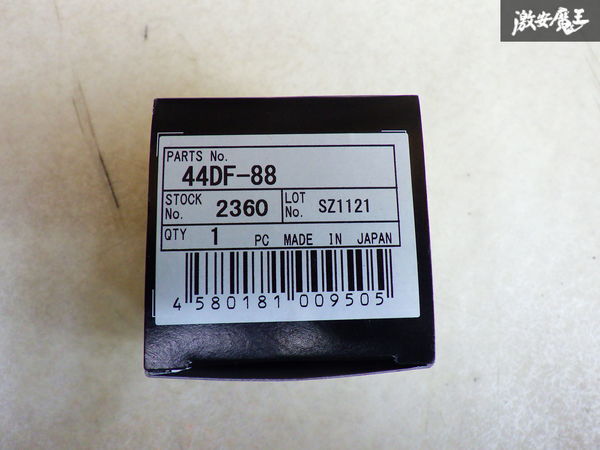 激安魔王
PARTS No. 44DF-88
STOCK No. 2360 LOT No. SZ1121
QTY 1 PC MADE IN JAPAN
4 580181 009505